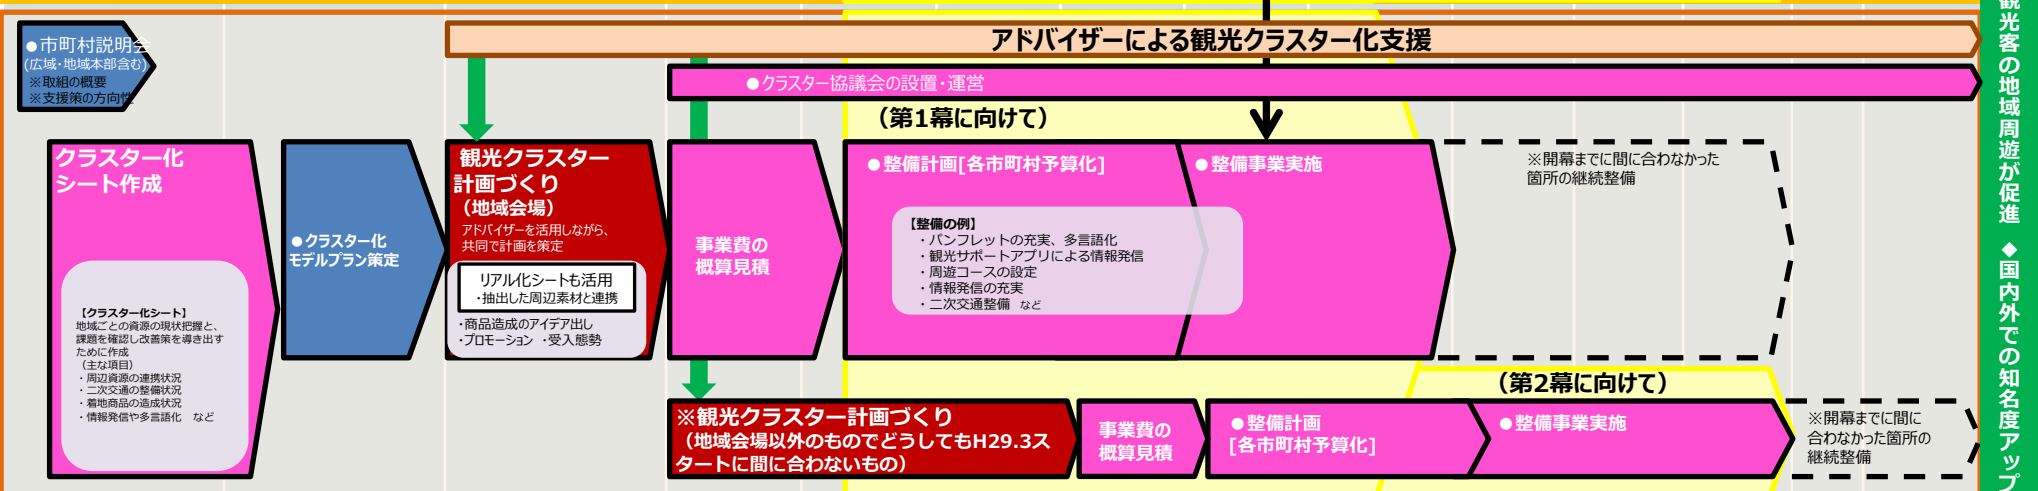 ●市町村説明会
(広域・地域本部含む)
※取組の概要
※支援策の方向性
アドバイザーによる観光クラスター化支援
●クラスター協議会の設置・運営
（第1幕に向けて）
クラスター化
シート作成
【クラスター化シート】
地域ごとの資源の現状把握と、
課題を確認し改善策を導き出す
ために作成
（主な項目）
・周辺資源の連携状況
・二次交通の整備状況
・着地商品の造成状況
・情報発信や多言語化　など
●クラスター化
モデルプラン策定
観光クラスター
計画づくり
（地域会場）
アドバイザーを活用しながら、
共同で計画を策定
リアル化シートも活用
・抽出した周辺素材と連携
・商品造成のアイデア出し
・プロモーション ・受入態勢
事業費の
概算見積
●整備計画[各市町村予算化]
【整備の例】
・パンフレットの充実、多言語化
・観光サポートアプリによる情報発信
・周遊コースの設定
・情報発信の充実
・二次交通整備　など
●整備事業実施
※開幕までに間に合わなかった
箇所の継続整備
（第2幕に向けて）
※観光クラスター計画づくり
（地域会場以外のものでどうしてもH29.3ス
タートに間に合わないもの）
事業費の
概算見積
●整備計画
[各市町村予算化]
●整備事業実施
※開幕までに間に
合わなかった箇所の
継続整備
観光客の地域周遊が促進　◆国内外での知名度アップ